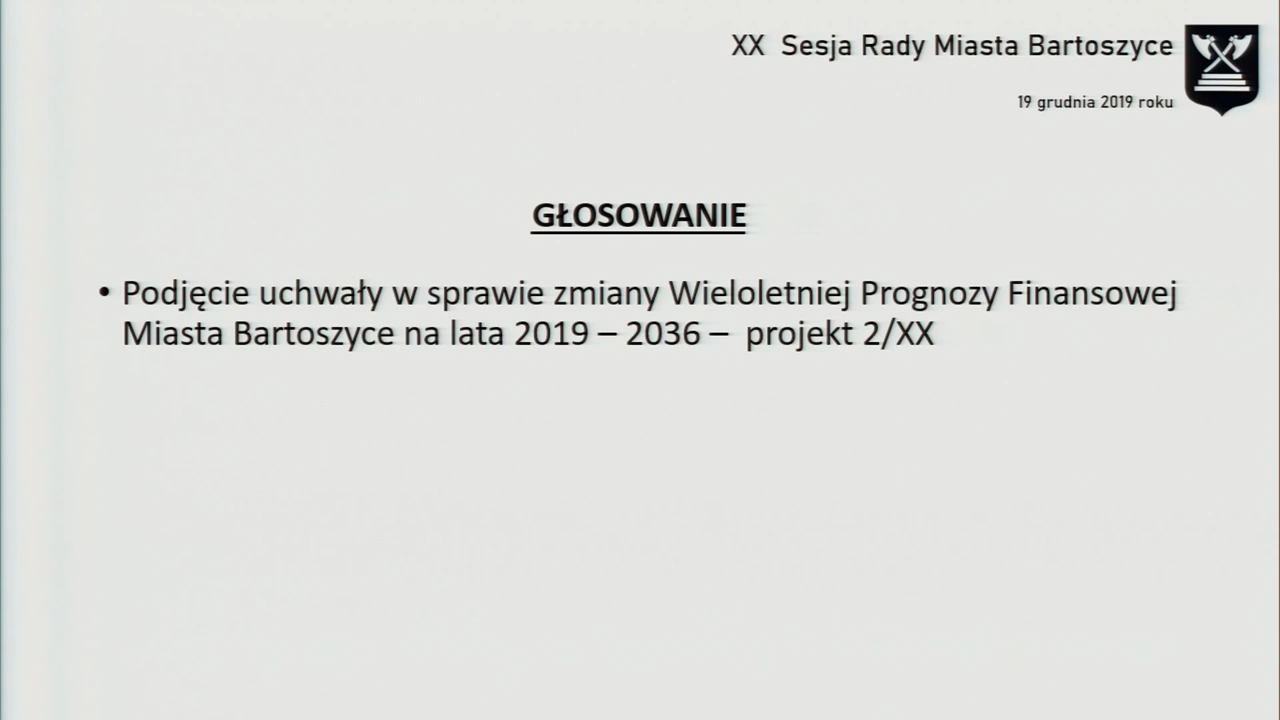 XX Sesja Rady Miasta Bartoszyce
19 grudnia 2019 roku
GŁOSOWANIE
• Podjęcie uchwały w sprawie zmiany Wieloletniej Prognozy Finansowej
Miasta Bartoszyce na lata 2019 – 2036 – projekt 2/XX